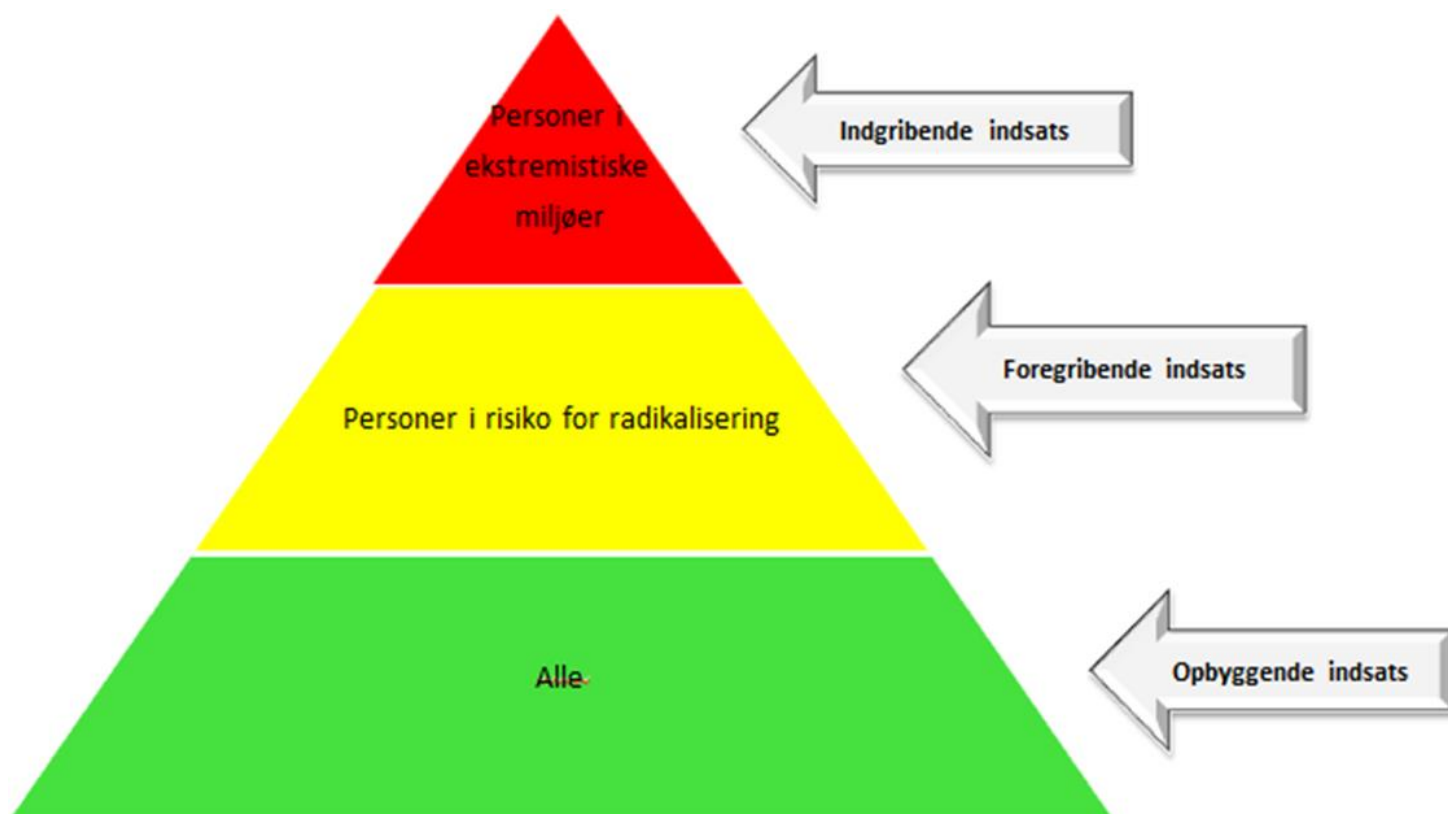 Personer i
ekstremistiske
miljøer
Indgribende indsats
Personer i risiko for radikalisering
Foregribende indsats
Alle
Opbyggende indsats